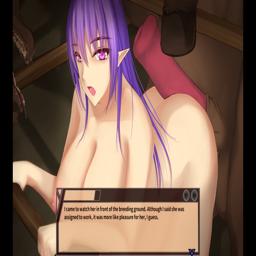 I came to watch her in front of the breeding ground. Although I said she was
assigned to work, it was more like pleasure for her, I guess.